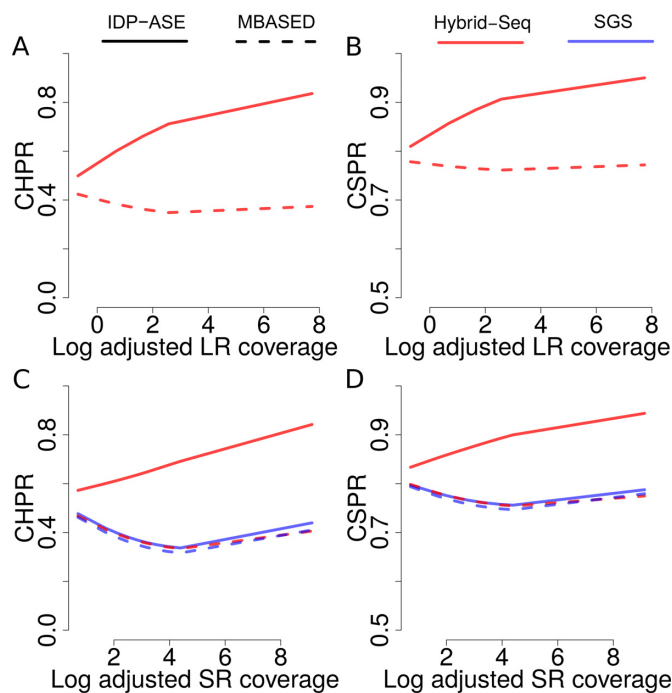 IDP−ASE MBASED Hybrid−Seq SGS
A B
0.8 0.9
CHPR CSPR
0.4 0.7
0.0 0.5
0 2 4 6 8 0 2 4 6 8
Log adjusted LR coverage Log adjusted LR coverage
C D
0.8 0.9
CHPR CSPR
0.4 0.7
0.0 0.5
2 4 6 8 2 4 6 8
Log adjusted SR coverage Log adjusted SR coverage